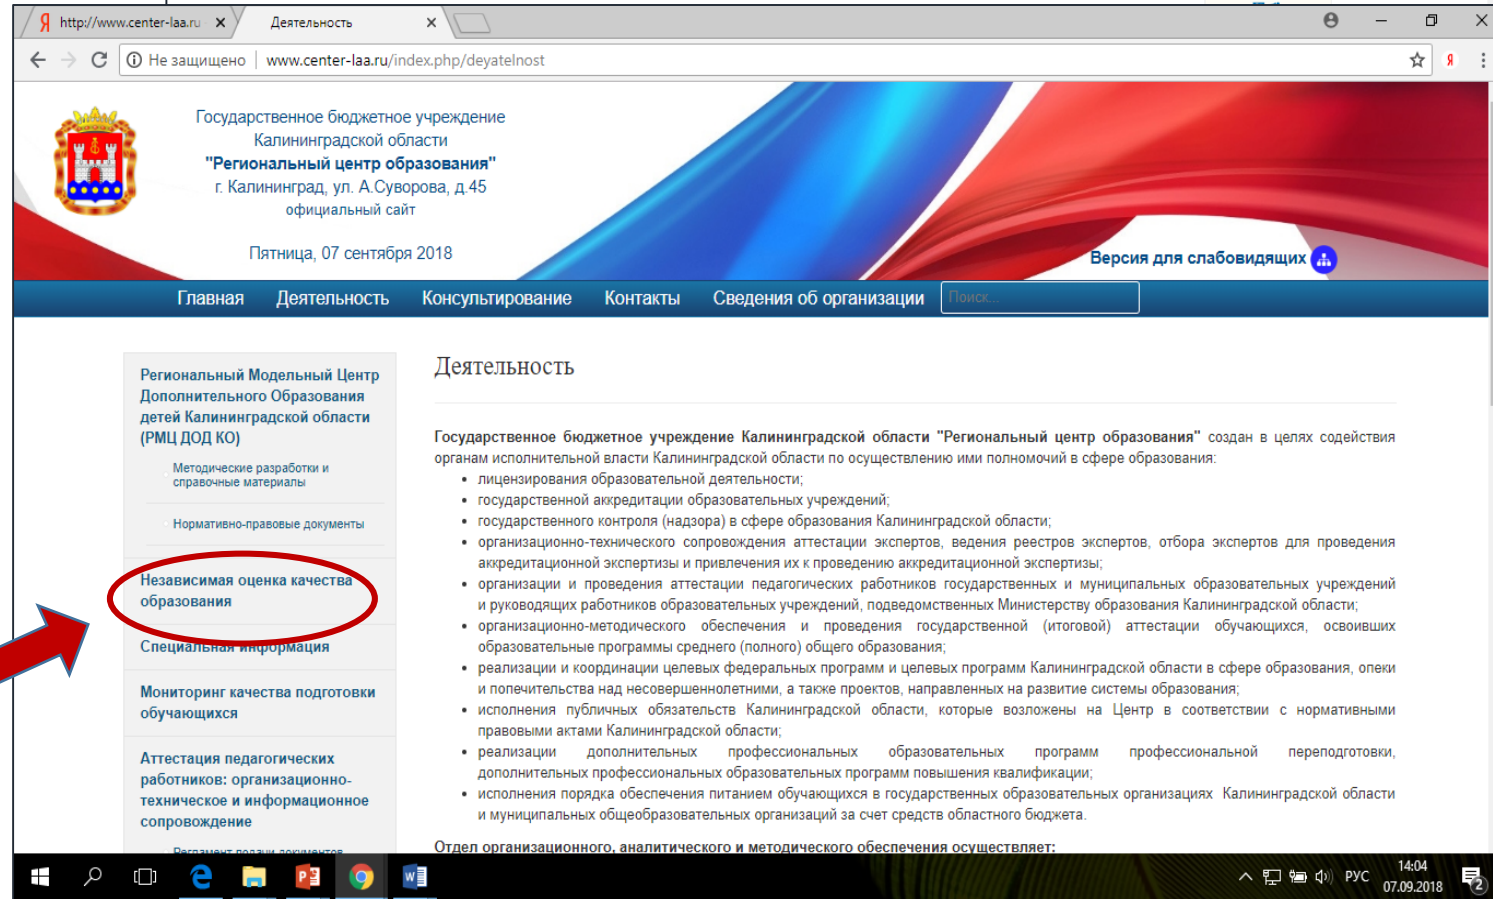 http://www.center-laa.ru
Деятельность
Не защищено
www.center-laa.ru/index.php/deyatelnost
Государственное бюджетное учреждение
Калининградской области
"Региональный центр образования"
г. Калининград, ул. А.Суворова, д.45
официальный сайт
Пятница, 07 сентября 2018
Версия для слабовидящих
Главная Деятельность Консультирование Контакты Сведения об организации Поиск...
Региональный Модельный Центр
Дополнительного Образования
детей Калининградской области
(РМЦ ДОД КО)
Методические разработки и
справочные материалы
Нормативно-правовые документы
Независимая оценка качества
образования
Специальная информация
Мониторинг качества подготовки
обучающихся
Аттестация педагогических
работников: организационно-
техническое и информационное
сопровождение
Регламент подачи документов
Деятельность
Государственное бюджетное учреждение Калининградской области "Региональный центр образования" создан в целях содействия
органам исполнительной власти Калининградской области по осуществлению ими полномочий в сфере образования:
• лицензирования образовательной деятельности;
• государственной аккредитации образовательных учреждений;
• государственного контроля (надзора) в сфере образования Калининградской области;
• организационно-технического сопровождения аттестации экспертов, ведения реестров экспертов, отбора экспертов для проведения
аккредитационной экспертизы и привлечения их к проведению аккредитационной экспертизы;
• организации и проведения аттестации педагогических работников государственных и муниципальных образовательных учреждений
и руководящих работников образовательных учреждений, подведомственных Министерству образования Калининградской области;
• организационно-методического обеспечения и проведения государственной (итоговой) аттестации обучающихся, освоивших
образовательные программы среднего (полного) общего образования;
• реализации и координации целевых федеральных программ и целевых программ Калининградской области в сфере образования, опеки
и попечительства над несовершеннолетними, а также проектов, направленных на развитие системы образования;
• исполнения публичных обязательств Калининградской области, которые возложены на Центр в соответствии с нормативными
правовыми актами Калининградской области;
• реализации дополнительных профессиональных образовательных программ профессиональной переподготовки,
дополнительных профессиональных образовательных программ повышения квалификации;
• исполнения порядка обеспечения питанием обучающихся в государственных образовательных организациях Калининградской области
и муниципальных общеобразовательных организаций за счет средств областного бюджета.
Отдел организационного, аналитического и методического обеспечения осуществляет:
РУС
14:04
07.09.2018
2